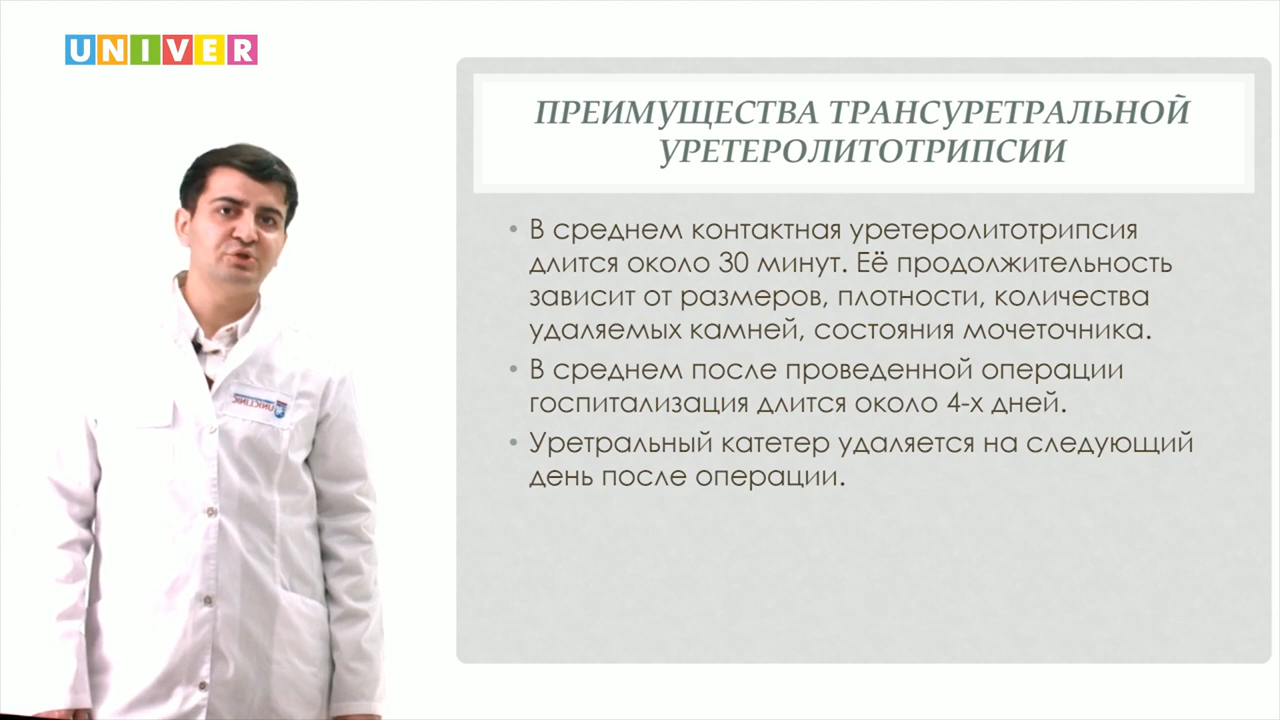 UNIVER
ПРЕИМУЩЕСТВА ТРАНСУРЕТРАЛЬНОЙ
УРЕТЕРОЛИТОТРИПСИИ
• В среднем контактная уретеролитотрипсия
длится около 30 минут. Её продолжительность
зависит от размеров, плотности, количества
удаляемых камней, состояния мочеточника.
• В среднем после проведенной операции
госпитализация длится около 4-х дней.
• Уретральный катетер удаляется на следующий
день после операции.
UNICLINIC